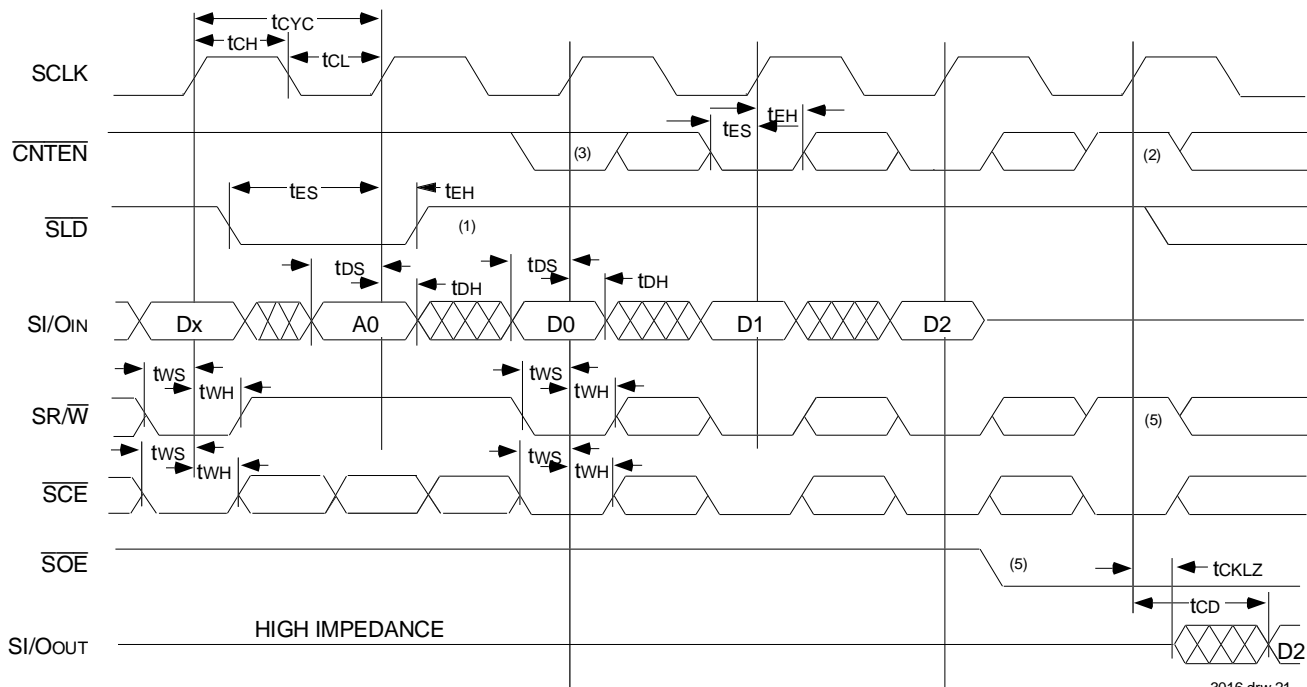 tCYC
tCH
tCL
SCLK
tES
tEH
CNTEN
(3)
(2)
tES
tEH
SLD
(1)
tDS
tDH
tDS
tDH
SI/OIN
Dx
A0
D0
D1
D2
tWS
tWH
tWS
tWH
SR/W
(5)
tWS
tWH
tWS
tWH
SCE
SOE
(5)
tCKLZ
tCD
HIGH IMPEDANCE
SI/OOUT
D2